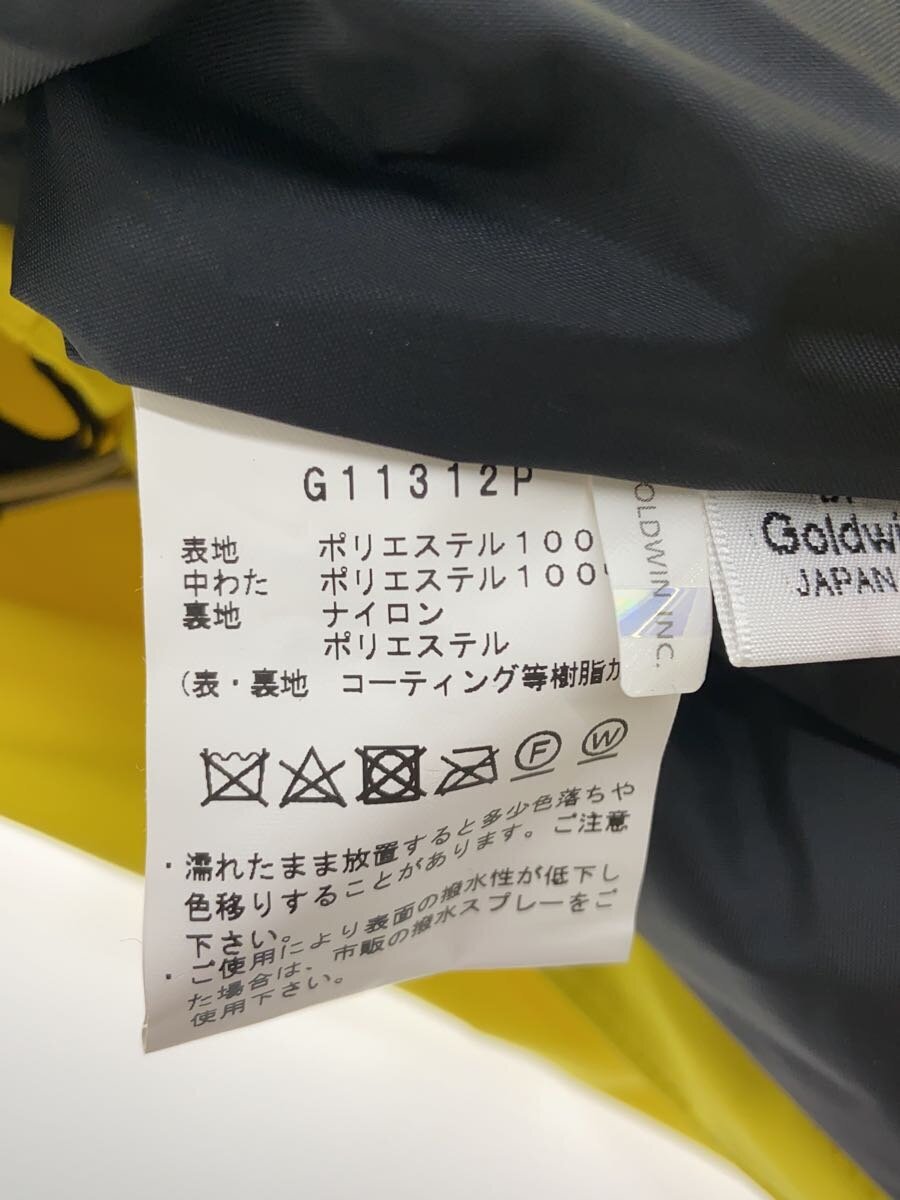 G11312P
表地 ポリエステル100
中わた ポリエステル100
裏地 ナイロン
ポリエステル
(表・裏地 コーティング等樹脂
F W
・濡れたまま放置すると多少色落ちや
色移りすることがあります。ご注意
下さい。
・ご使用により表面の撥水性が低下し
た場合は、市販の撥水スプレーをご
使用下さい。
OLDWIN INC.
Goldwi
JAPAN